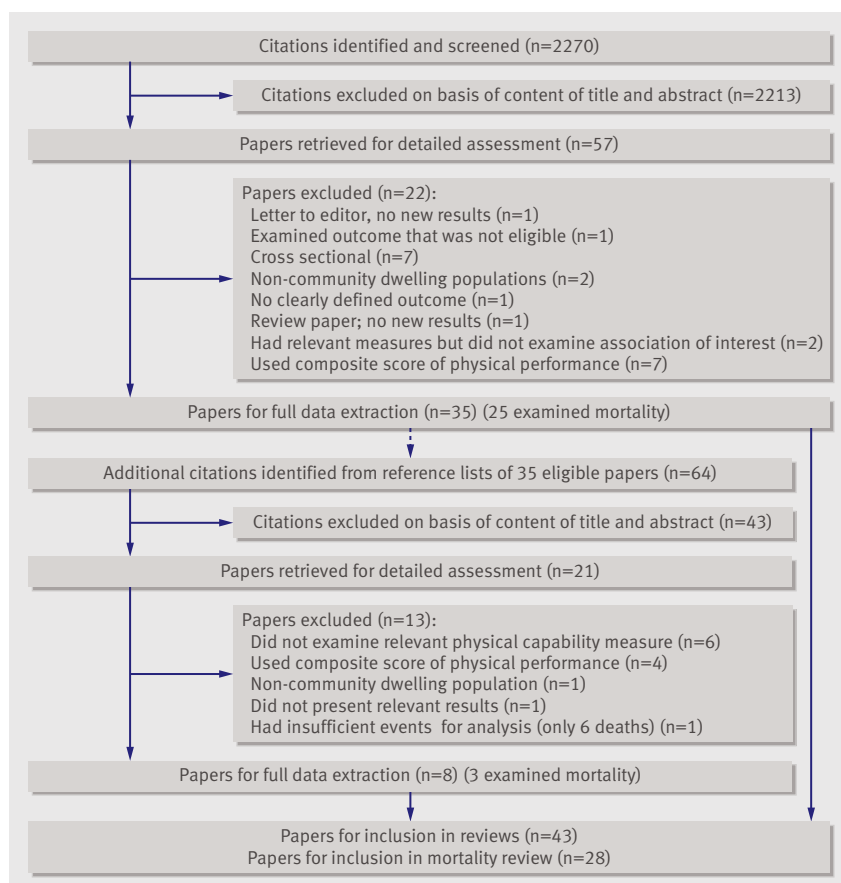 Citations identified and screened (n=2270)
Citations excluded on basis of content of title and abstract (n=2213)
Papers retrieved for detailed assessment (n=57)
Papers excluded (n=22):
Letter to editor, no new results (n=1)
Examined outcome that was not eligible (n=1)
Cross sectional (n=7)
Non-community dwelling populations (n=2)
No clearly defined outcome (n=1)
Review paper; no new results (n=1)
Had relevant measures but did not examine association of interest (n=2)
Used composite score of physical performance (n=7)
Papers for full data extraction (n=35) (25 examined mortality)
Additional citations identified from reference lists of 35 eligible papers (n=64)
Citations excluded on basis of content of title and abstract (n=43)
Papers retrieved for detailed assessment (n=21)
Papers excluded (n=13):
Did not examine relevant physical capability measure (n=6)
Used composite score of physical performance (n=4)
Non-community dwelling population (n=1)
Did not present relevant results (n=1)
Had insufficient events for analysis (only 6 deaths) (n=1)
Papers for full data extraction (n=8) (3 examined mortality)
Papers for inclusion in reviews (n=43)
Papers for inclusion in mortality review (n=28)